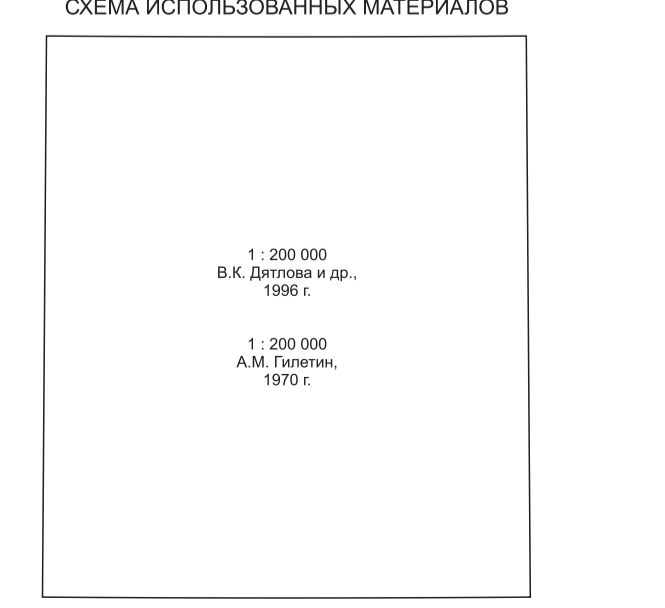 СХЕМА ИСПОЛЬЗОВАННЫХ МАТЕРИАЛОВ
1 : 200 000
В.К. Дятлова и др.,
1996 г.
1 : 200 000
А.М. Гилетин,
1970 г.